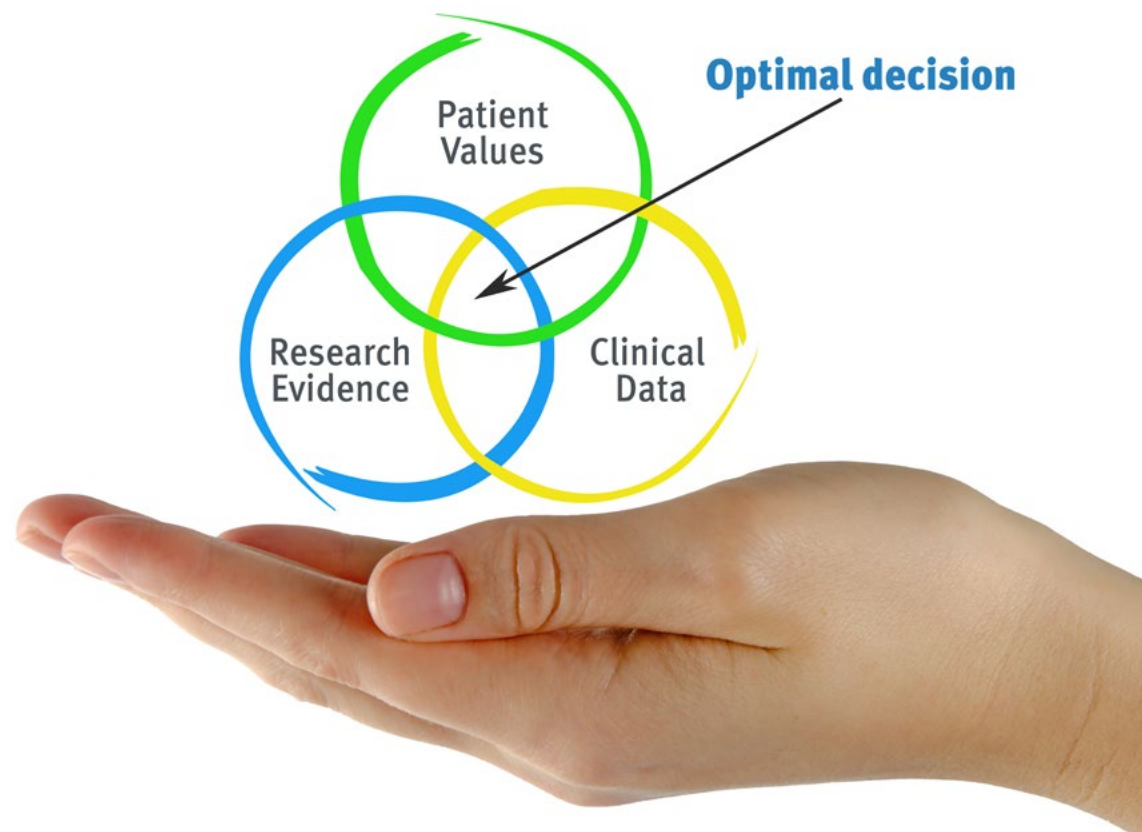 Optimal decision
Patient
Values
Research
Evidence
Clinical
Data